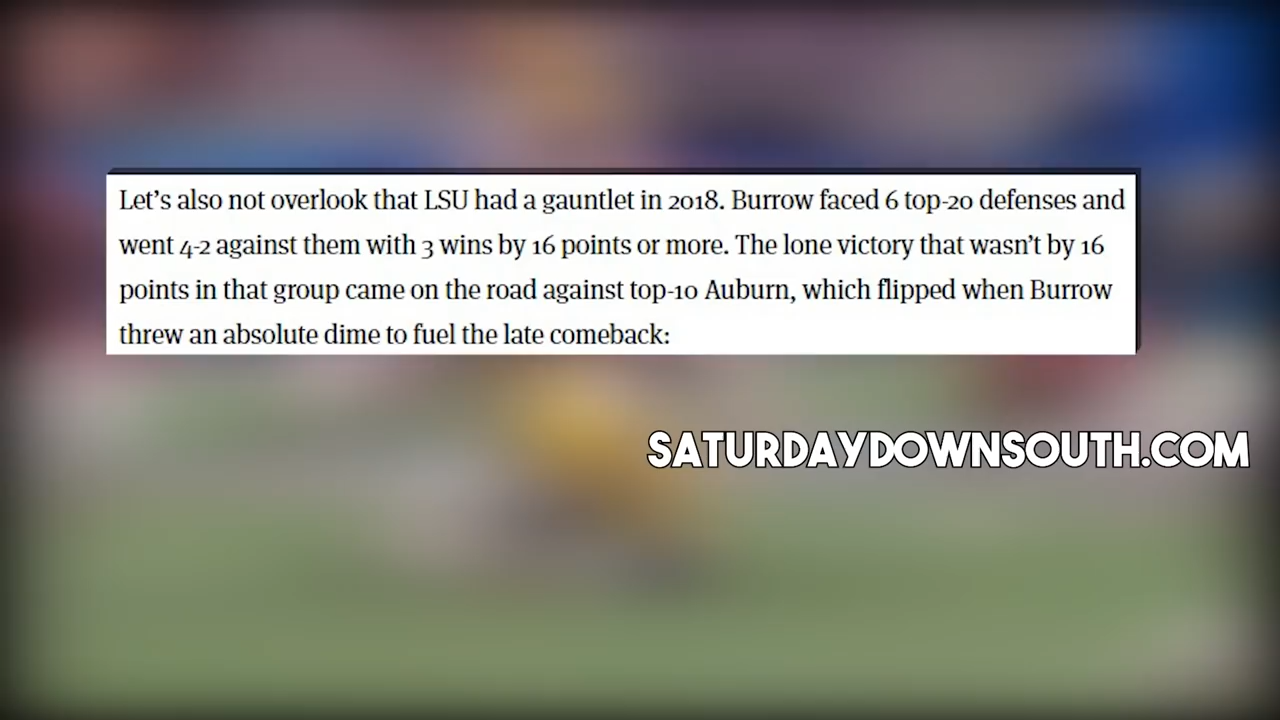 Let's also not overlook that LSU had a gauntlet in 2018. Burrow faced 6 top-20 defenses and
went 4-2 against them with 3 wins by 16 points or more. The lone victory that wasn't by 16
points in that group came on the road against top-10 Auburn, which flipped when Burrow
threw an absolute dime to fuel the late comeback:
SATURDAYDOWNSOUTH.COM